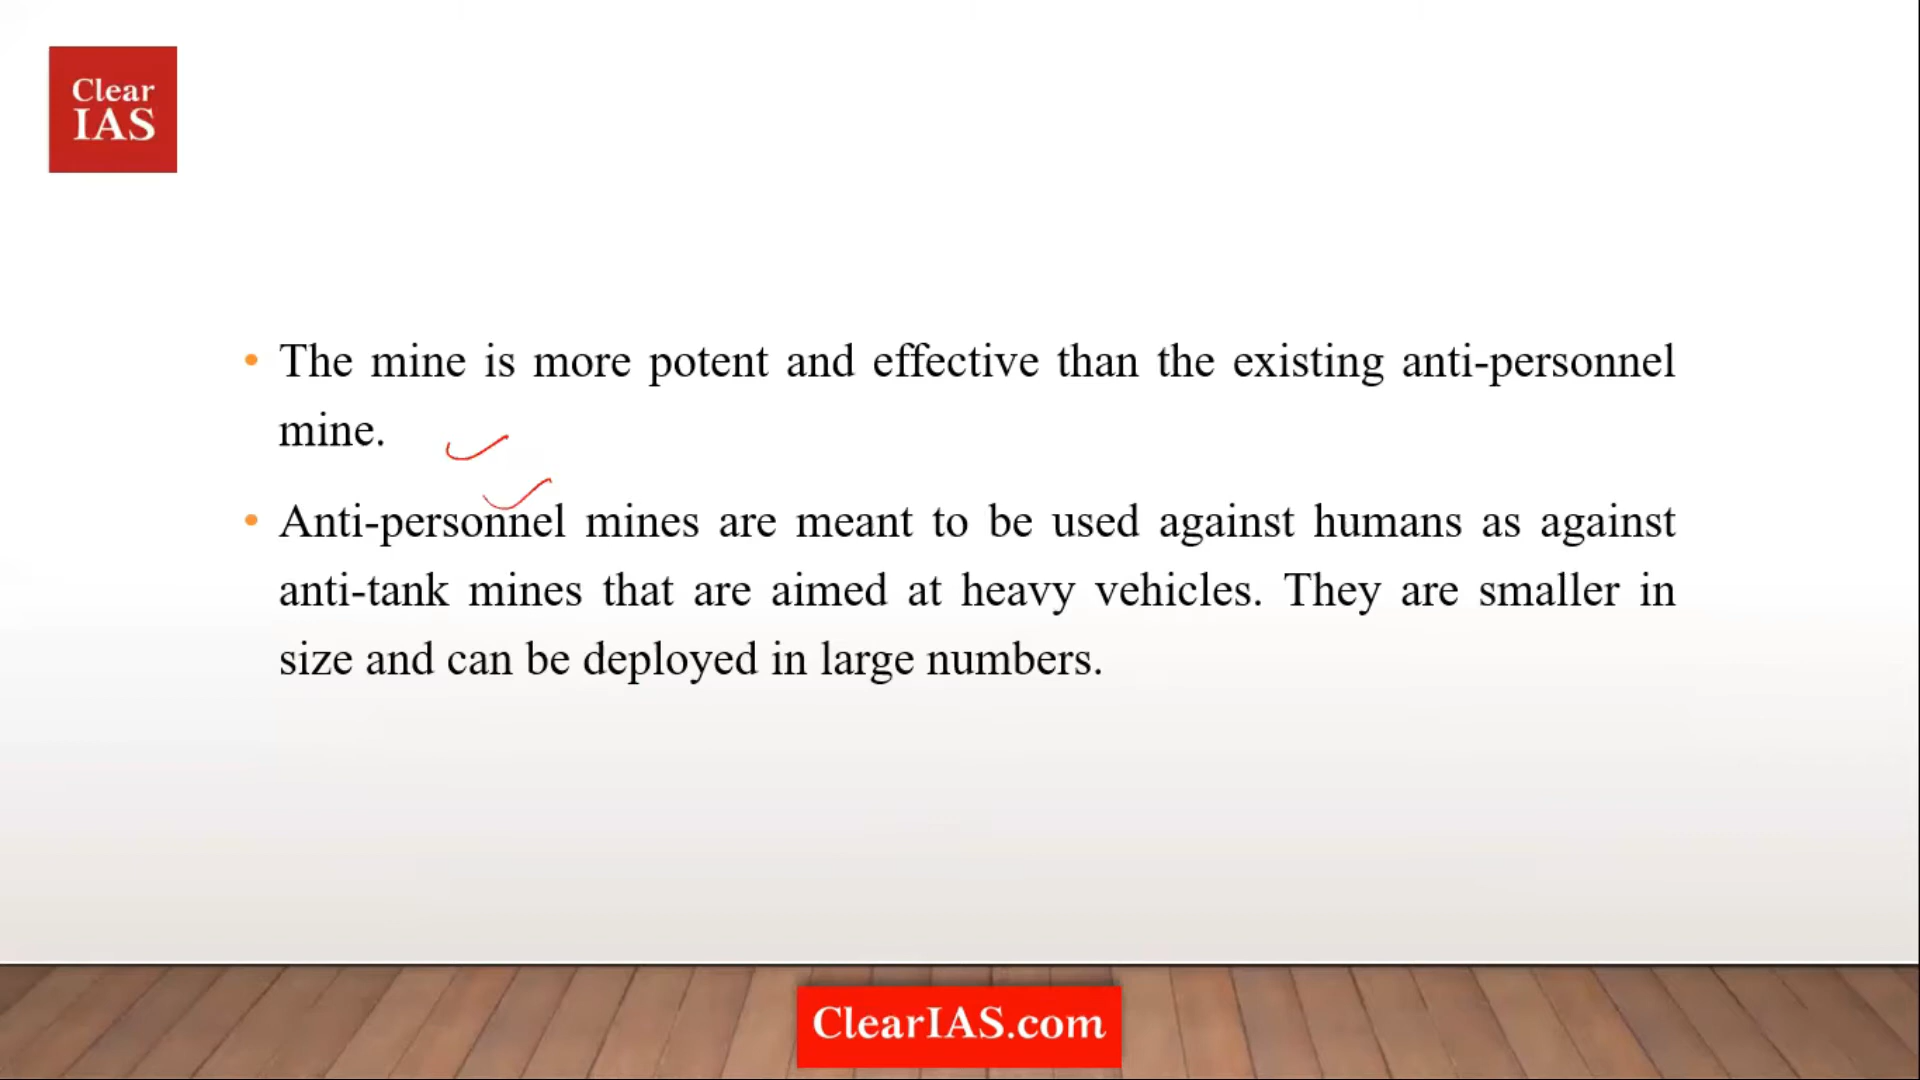 Clear
IAS
• The mine is more potent and effective than the existing anti-personnel
mine.
• Anti-personnel mines are meant to be used against humans as against
anti-tank mines that are aimed at heavy vehicles. They are smaller in
size and can be deployed in large numbers.
ClearIAS.com